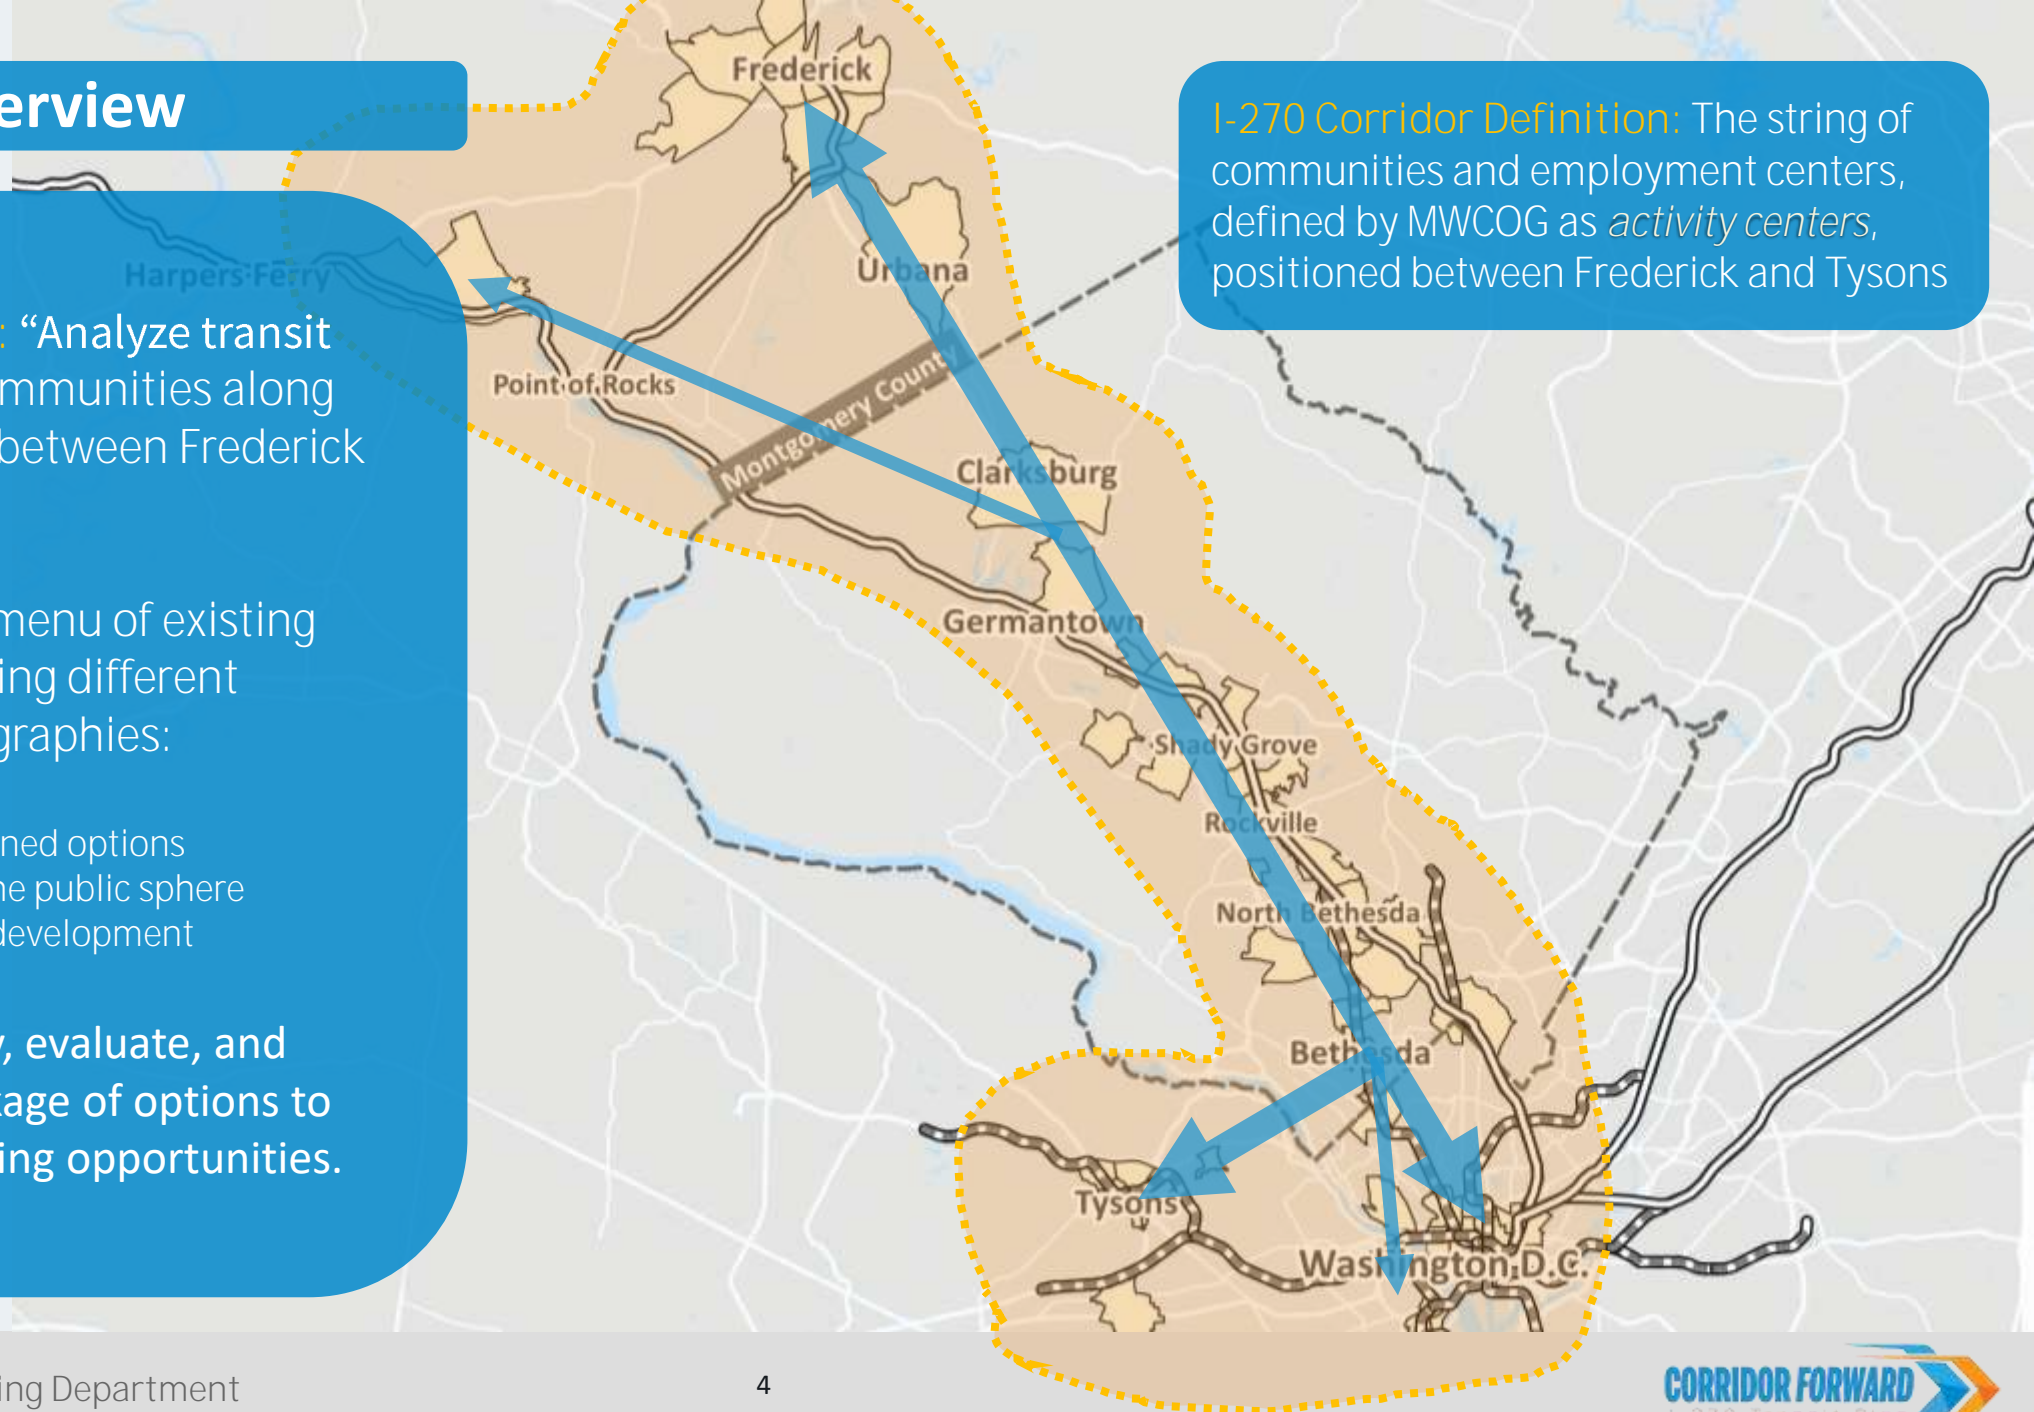 erview
: “Analyze transit
mmunities along
between Frederick
menu of existing
ing different
graphies:
ned options
he public sphere
development
y, evaluate, and
kage of options to
ing opportunities.
I-270 Corridor Definition: The string of
communities and employment centers,
defined by MWCOG as activity centers,
positioned between Frederick and Tysons
Frederick
Harpers Ferry
Urbana
Point of Rocks
Montgomery County
Clarksburg
Germantown
Shady Grove
Rockville
North Bethesda
Bethesda
Tysons
Washington, D.C.
ing Department
4
CORRIDOR FORWARD